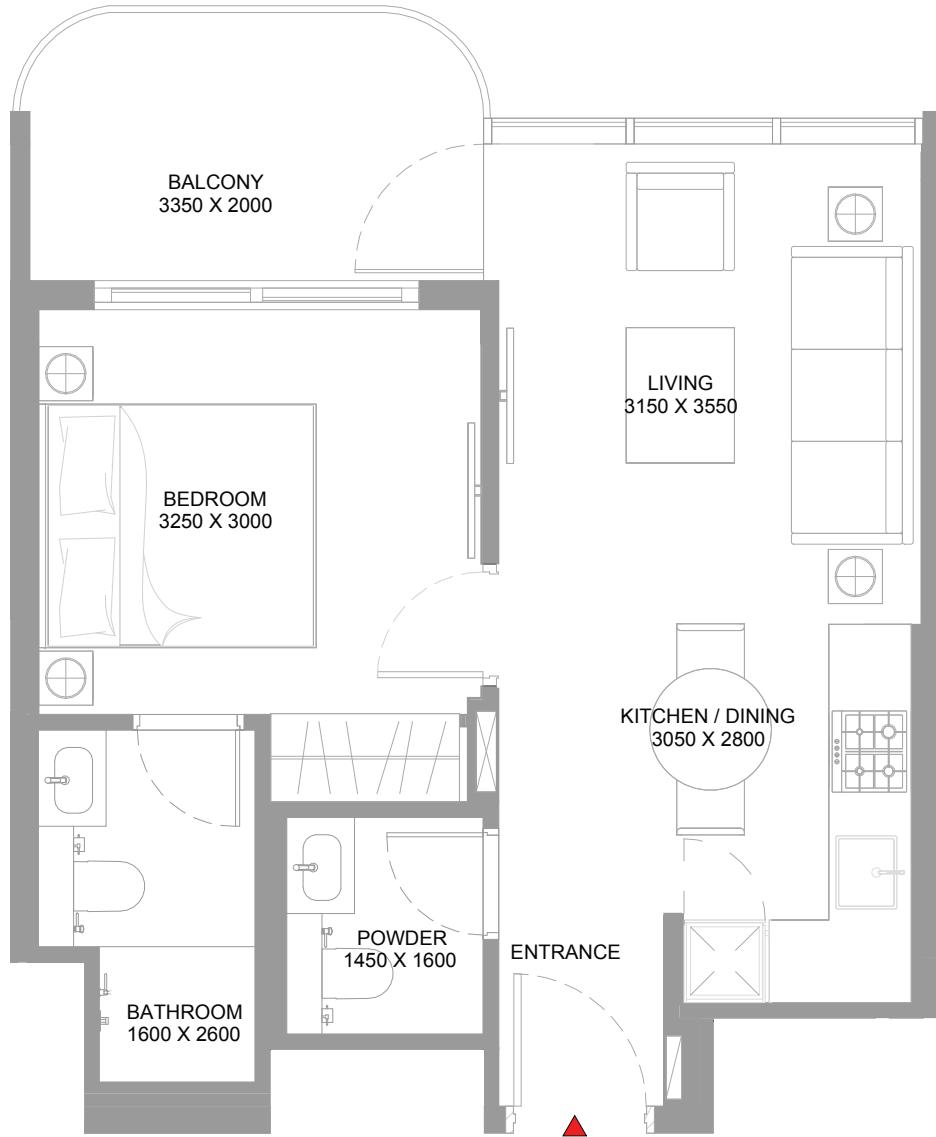 BALCONY
3350 X 2000
LIVING
3150 X 3550
BEDROOM
3250 X 3000
KITCHEN / DINING
3050 X 2800
POWDER
1450 X 1600
ENTRANCE
BATHROOM
1600 X 2600